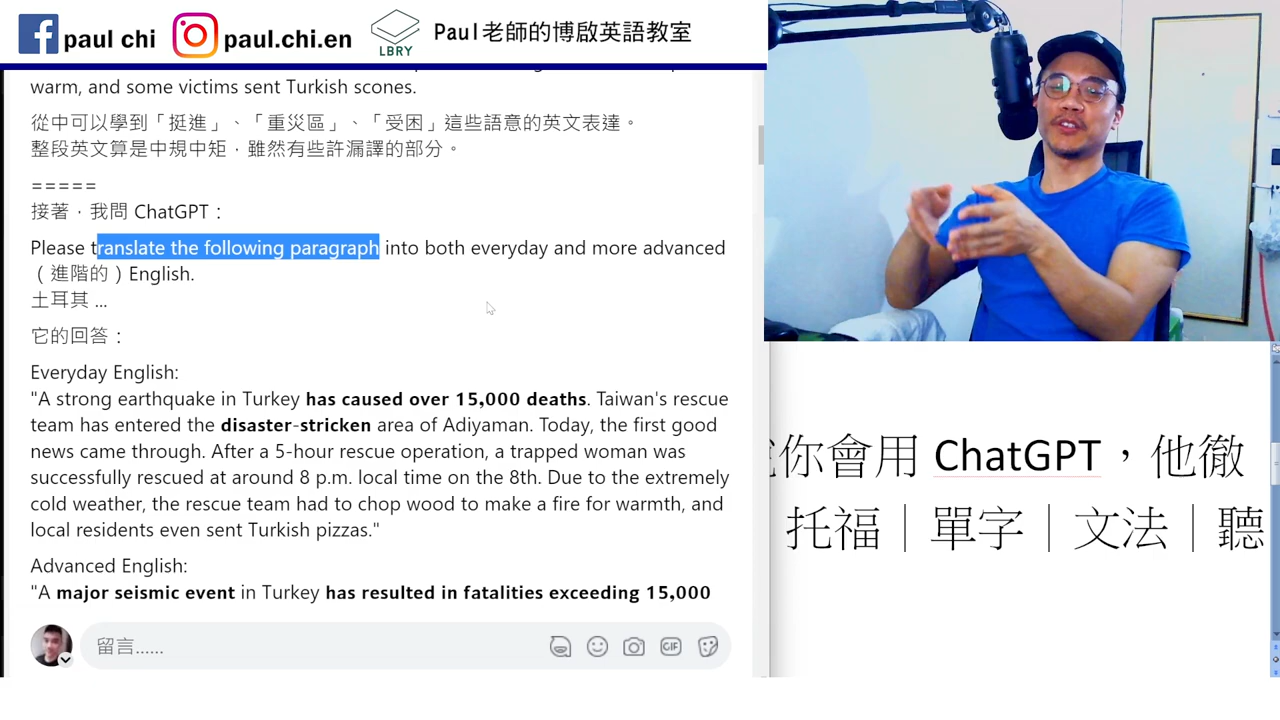 paul chi
paul.chi.en
LBRY
Paul老師的博啟英語教室
warm, and some victims sent Turkish scones.
從中可以學到「挺進」、「重災區」、「受困」這些語意的英文表達。
整段英文算是中規中矩，雖然有些許漏譯的部分。
=====
接著，我問 ChatGPT：
Please translate the following paragraph into both everyday and more advanced
（進階的）English.
土耳其 ...
它的回答：
Everyday English:
"A strong earthquake in Turkey has caused over 15,000 deaths. Taiwan's rescue
team has entered the disaster-stricken area of Adiyaman. Today, the first good
news came through. After a 5-hour rescue operation, a trapped woman was
successfully rescued at around 8 p.m. local time on the 8th. Due to the extremely
cold weather, the rescue team had to chop wood to make a fire for warmth, and
local residents even sent Turkish pizzas."
Advanced English:
"A major seismic event in Turkey has resulted in fatalities exceeding 15,000
留言......
GIF
你會用 ChatGPT，他徹
托福｜單字｜文法｜聽